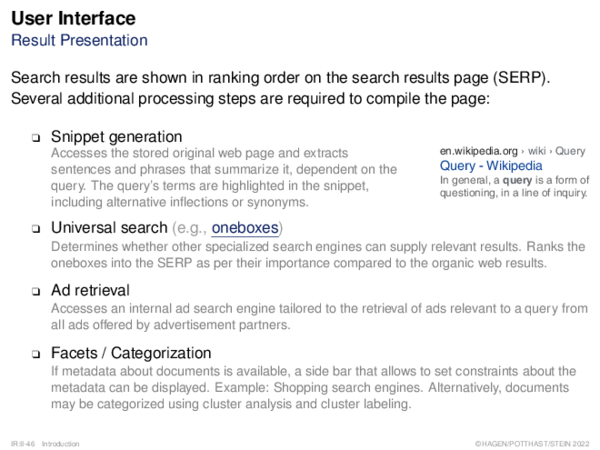 User Interface
Result Presentation
Search results are shown in ranking order on the search results page (SERP).
Several additional processing steps are required to compile the page:
❑ Snippet generation
Accesses the stored original web page and extracts
sentences and phrases that summarize it, dependent on the
query. The query's terms are highlighted in the snippet,
including alternative inflections or synonyms.
en.wikipedia.org › wiki › Query
Query - Wikipedia
In general, a query is a form of
questioning, in a line of inquiry.
❑ Universal search (e.g., oneboxes)
Determines whether other specialized search engines can supply relevant results. Ranks the
oneboxes into the SERP as per their importance compared to the organic web results.
❑ Ad retrieval
Accesses an internal ad search engine tailored to the retrieval of ads relevant to a query from
all ads offered by advertisement partners.
❑ Facets / Categorization
If metadata about documents is available, a side bar that allows to set constraints about the
metadata can be displayed. Example: Shopping search engines. Alternatively, documents
may be categorized using cluster analysis and cluster labeling.
IR:II-46 Introduction
© HAGEN/POTTHAST/STEIN 2022